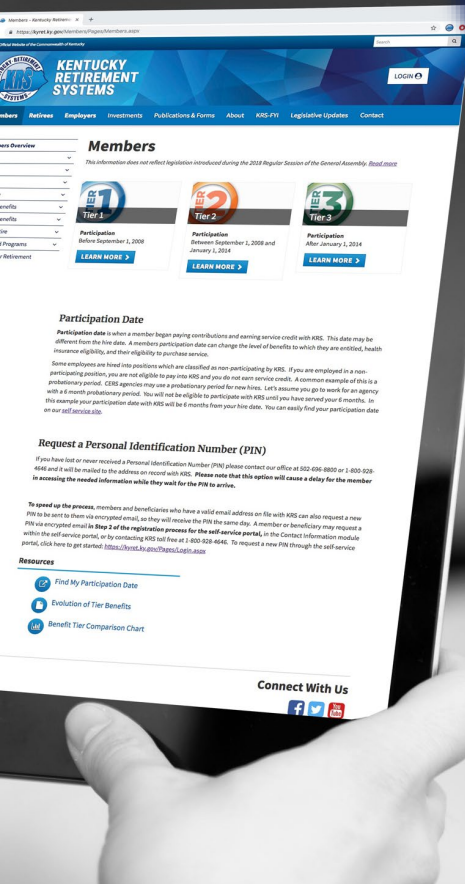 Members - Kentucky Retirem
https://kyret.ky.gov/Members/Pages/Members.aspx
Official Website of the Commonwealth of Kentucky
Search
KRS
SYSTEMS
KENTUCKY
RETIREMENT
SYSTEMS
LOGIN
mbers Retirees Employers Investments Publications & Forms About KRS-FYI Legislative Updates Contact
bers Overview
enefits
enefits
tire
d Programs
y Retirement
Members
This information does not reflect legislation introduced during the 2018 Regular Session of the General Assembly. Read more
TIER 1
Tier 1
Participation
Before September 1, 2008
LEARN MORE >
TIER 2
Tier 2
Participation
Between September 1, 2008 and
January 1, 2014
LEARN MORE >
TIER 3
Tier 3
Participation
After January 1, 2014
LEARN MORE >
Participation Date
Participation date is when a member began paying contributions and earning service credit with KRS. This date may be
different from the hire date. A members participation date can change the level of benefits to which they are entitled, health
insurance eligibility, and their eligibility to purchase service.
Some employees are hired into positions which are classified as non-participating by KRS. If you are employed in a non-
participating position, you are not eligible to pay into KRS and you do not earn service credit. A common example of this is a
probationary period. CERS agencies may use a probationary period for new hires. Let's assume you go to work for an agency
with a 6 month probationary period. You will not be eligible to participate with KRS until you have served your 6 months. In
this example your participation date with KRS will be 6 months from your hire date. You can easily find your participation date
on our self service site.
Request a Personal Identification Number (PIN)
If you have lost or never received a Personal Identification Number (PIN) please contact our office at 502-696-8800 or 1-800-928-
4646 and it will be mailed to the address on record with KRS. Please note that this option will cause a delay for the member
in accessing the needed information while they wait for the PIN to arrive.
To speed up the process, members and beneficiaries who have a valid email address on file with KRS can also request a new
PIN to be sent to them via encrypted email, so they will receive the PIN the same day. A member or beneficiary may request a
PIN via encrypted email in Step 2 of the registration process for the self-service portal, in the Contact Information module
within the self-service portal, or by contacting KRS toll free at 1-800-928-4646. To request a new PIN through the self-service
portal, click here to get started: https://kyret.ky.gov/Pages/Login.aspx
Resources
Find My Participation Date
Evolution of Tier Benefits
Benefit Tier Comparison Chart
Connect With Us
You
Tube